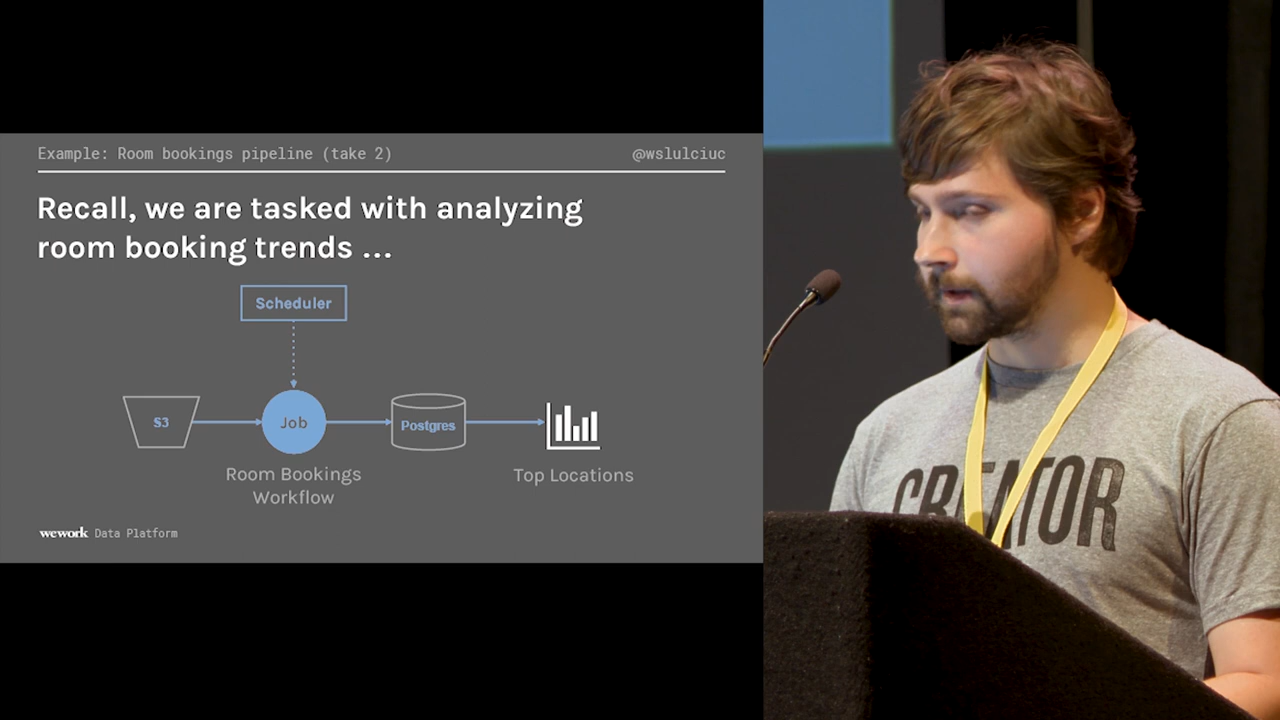 Example: Room bookings pipeline (take 2)
@wslulciuc
Recall, we are tasked with analyzing
room booking trends ...
Scheduler
S3
Job
Postgres
Room Bookings
Workflow
Top Locations
wework Data Platform
CREATOR